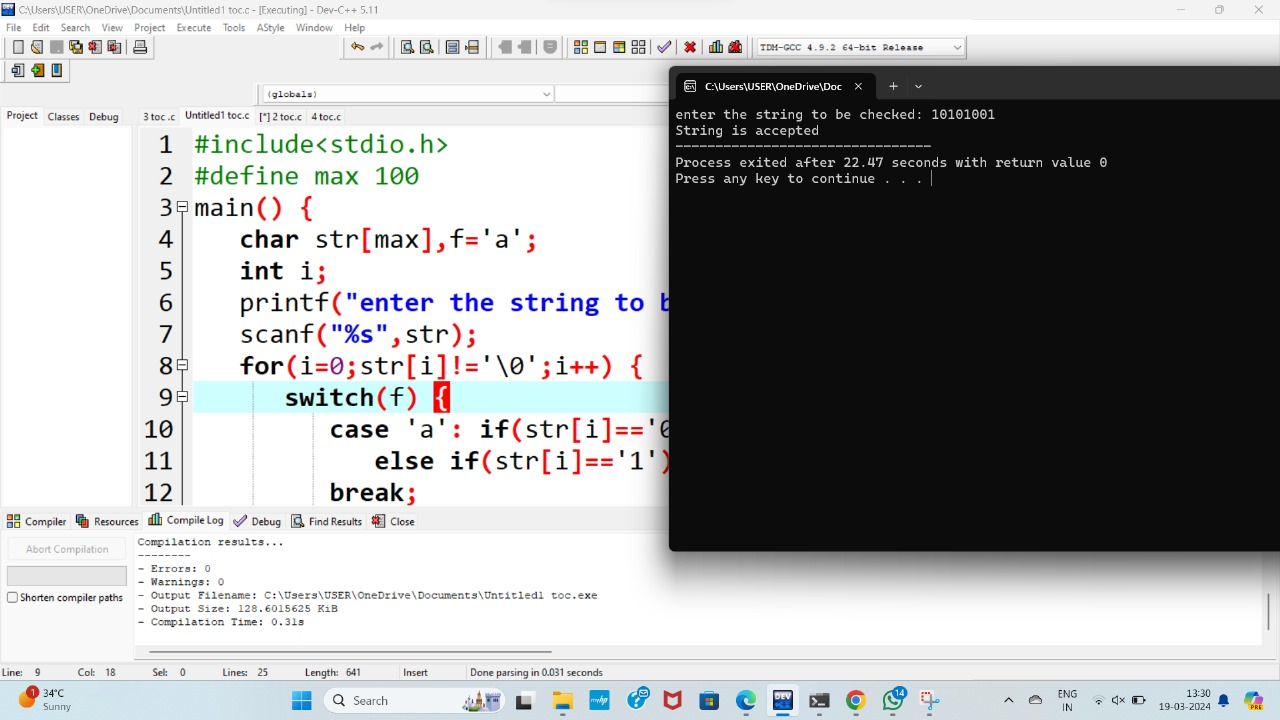 C:\Users\USER\OneDrive\Documents\Untitled1 toc.c - [Executing] - Dev-C++ 5.11
File Edit Search View Project Execute Tools AStyle Window Help
TDM-GCC 4.9.2 64-bit Release
(globals)
Project Classes Debug
3 toc .c Untitled1 toc.c [*] 2 toc.c 4 toc.c
1 #include<stdio.h>
2 #define max 100
3 main() {
4 char str[max],f='a';
5 int i;
6 printf("enter the string to b
7 scanf("%s",str);
8 for(i=0;str[i]!='\0';i++) {
9 switch(f) {
10 case 'a': if(str[i]=='0
11 else if(str[i]=='1')
12 break;
C:\Users\USER\OneDrive\Doc
enter the string to be checked: 10101001
String is accepted
--------------------------------
Process exited after 22.47 seconds with return value 0
Press any key to continue . . .
Compiler Resources Compile Log Debug Find Results Close
Abort Compilation
Shorten compiler paths
Compilation results...
--------
- Errors: 0
- Warnings: 0
- Output Filename: C:\Users\USER\OneDrive\Documents\Untitled1 toc.exe
- Output Size: 128.6015625 KiB
- Compilation Time: 0.31s
Line: 9 Col: 18 Sel: 0 Lines: 25 Length: 641 Insert Done parsing in 0.031 seconds
1
34°C
Sunny
Search
myhp
DEV
14
ENG
IN
13:30
19-03-2024
PRE